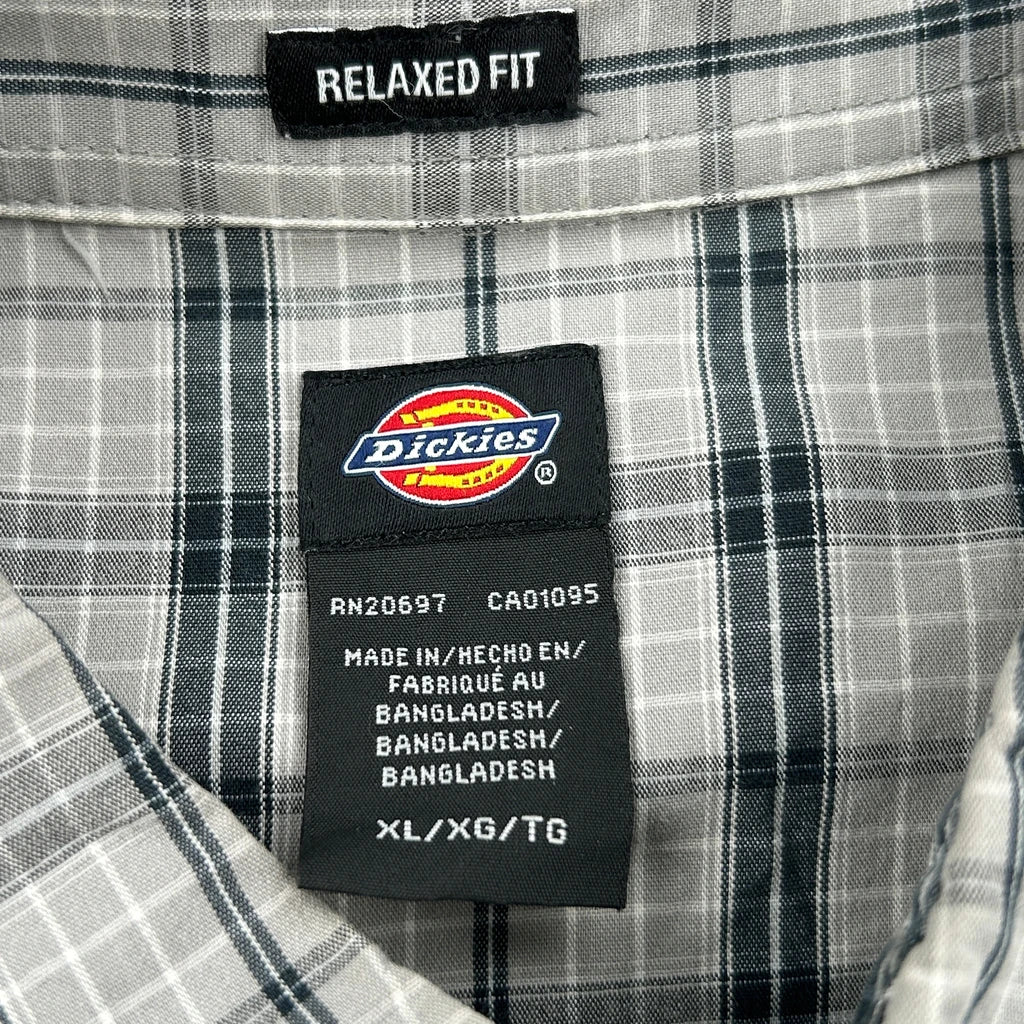 RELAXED FIT
Dickies®
RN20697 CA01095
MADE IN/HECHO EN/
FABRIQUÉ AU
BANGLADESH/
BANGLADESH/
BANGLADESH
XL/XG/TG